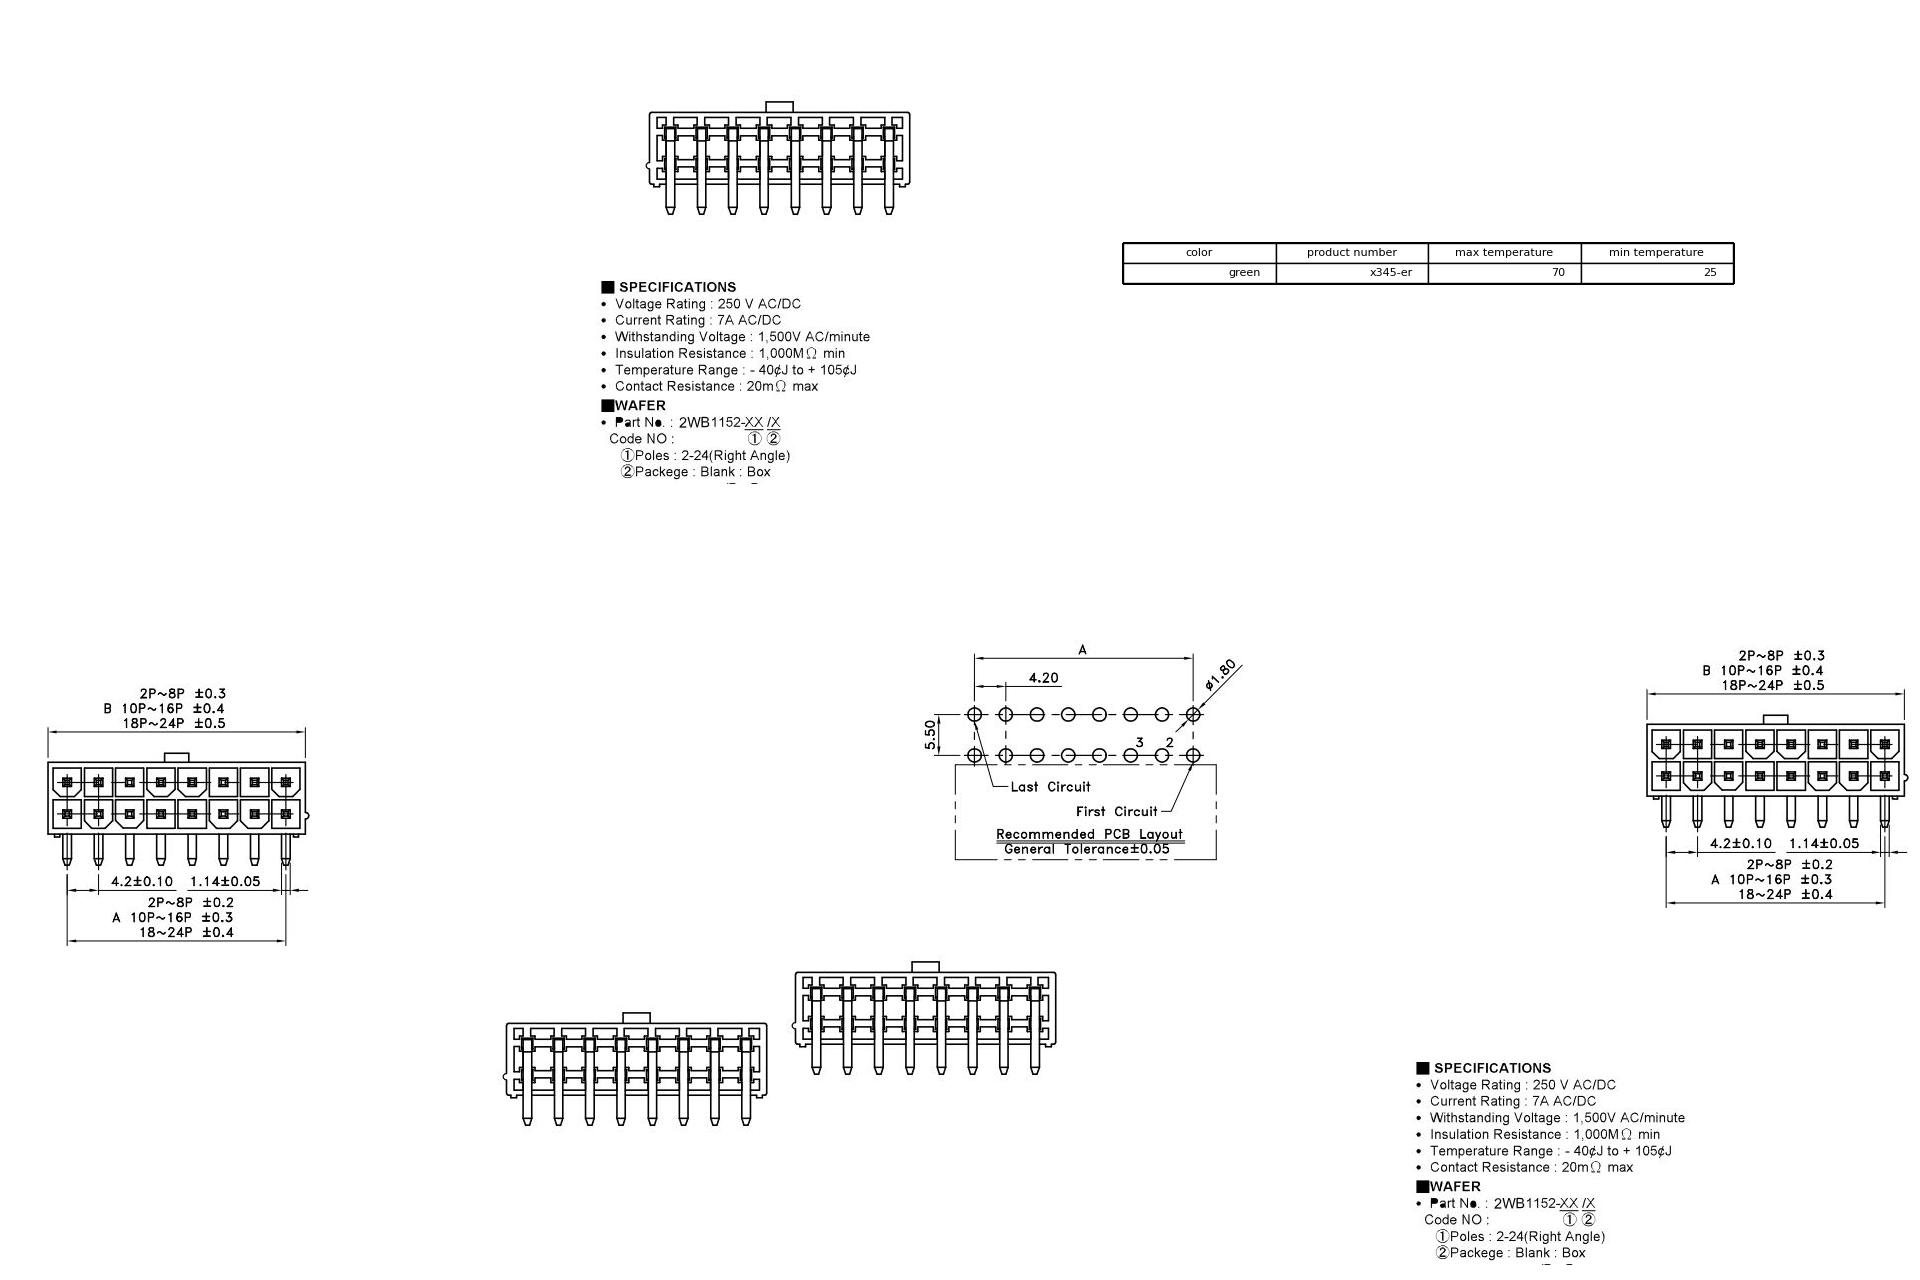 color product number max temperature min temperature
green x345-er 70 25
■ SPECIFICATIONS
• Voltage Rating : 250 V AC/DC
• Current Rating : 7A AC/DC
• Withstanding Voltage : 1,500V AC/minute
• Insulation Resistance : 1,000MΩ min
• Temperature Range : - 40¢J to + 105¢J
• Contact Resistance : 20mΩ max
■WAFER
• Part No. : 2WB1152-XX /X
Code NO : ① ②
①Poles : 2-24(Right Angle)
②Packege : Blank : Box
2P~8P ±0.3
B 10P~16P ±0.4
18P~24P ±0.5
4.2±0.10 1.14±0.05
2P~8P ±0.2
A 10P~16P ±0.3
18~24P ±0.4
A
4.20
ø1.80
5.50
3 2
Last Circuit
First Circuit
Recommended PCB Layout
General Tolerance±0.05
2P~8P ±0.3
B 10P~16P ±0.4
18P~24P ±0.5
4.2±0.10 1.14±0.05
2P~8P ±0.2
A 10P~16P ±0.3
18~24P ±0.4
■ SPECIFICATIONS
• Voltage Rating : 250 V AC/DC
• Current Rating : 7A AC/DC
• Withstanding Voltage : 1,500V AC/minute
• Insulation Resistance : 1,000MΩ min
• Temperature Range : - 40¢J to + 105¢J
• Contact Resistance : 20mΩ max
■WAFER
• Part No. : 2WB1152-XX /X
Code NO : ① ②
①Poles : 2-24(Right Angle)
②Packege : Blank : Box